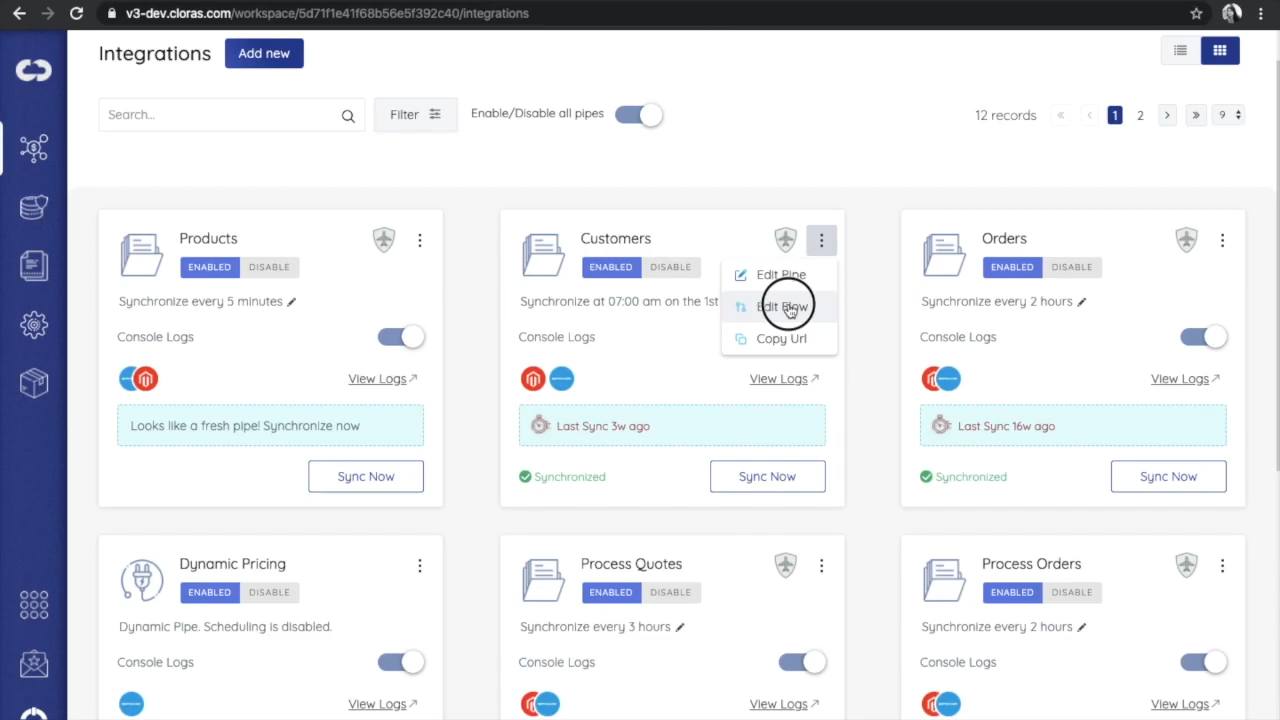 v3-dev.cloras.com/workspace/5d71f1e41f68b56e5f392c40/integrations
Integrations
Add new
Search...
Filter
Enable/Disable all pipes
12 records
«
‹
1
2
›
»
9
Products
ENABLED DISABLE
Synchronize every 5 minutes
Console Logs
View Logs
Looks like a fresh pipe! Synchronize now
Sync Now
Customers
ENABLED DISABLE
Synchronize at 07:00 am on the 1st
Edit Pipe
Edit Flow
Copy Url
Console Logs
View Logs
Last Sync 3w ago
Synchronized
Sync Now
Orders
ENABLED DISABLE
Synchronize every 2 hours
Console Logs
View Logs
Last Sync 16w ago
Synchronized
Sync Now
Dynamic Pricing
ENABLED DISABLE
Dynamic Pipe. Scheduling is disabled.
Console Logs
View Logs
Process Quotes
ENABLED DISABLE
Synchronize every 3 hours
Console Logs
View Logs
Process Orders
ENABLED DISABLE
Synchronize every 2 hours
Console Logs
View Logs